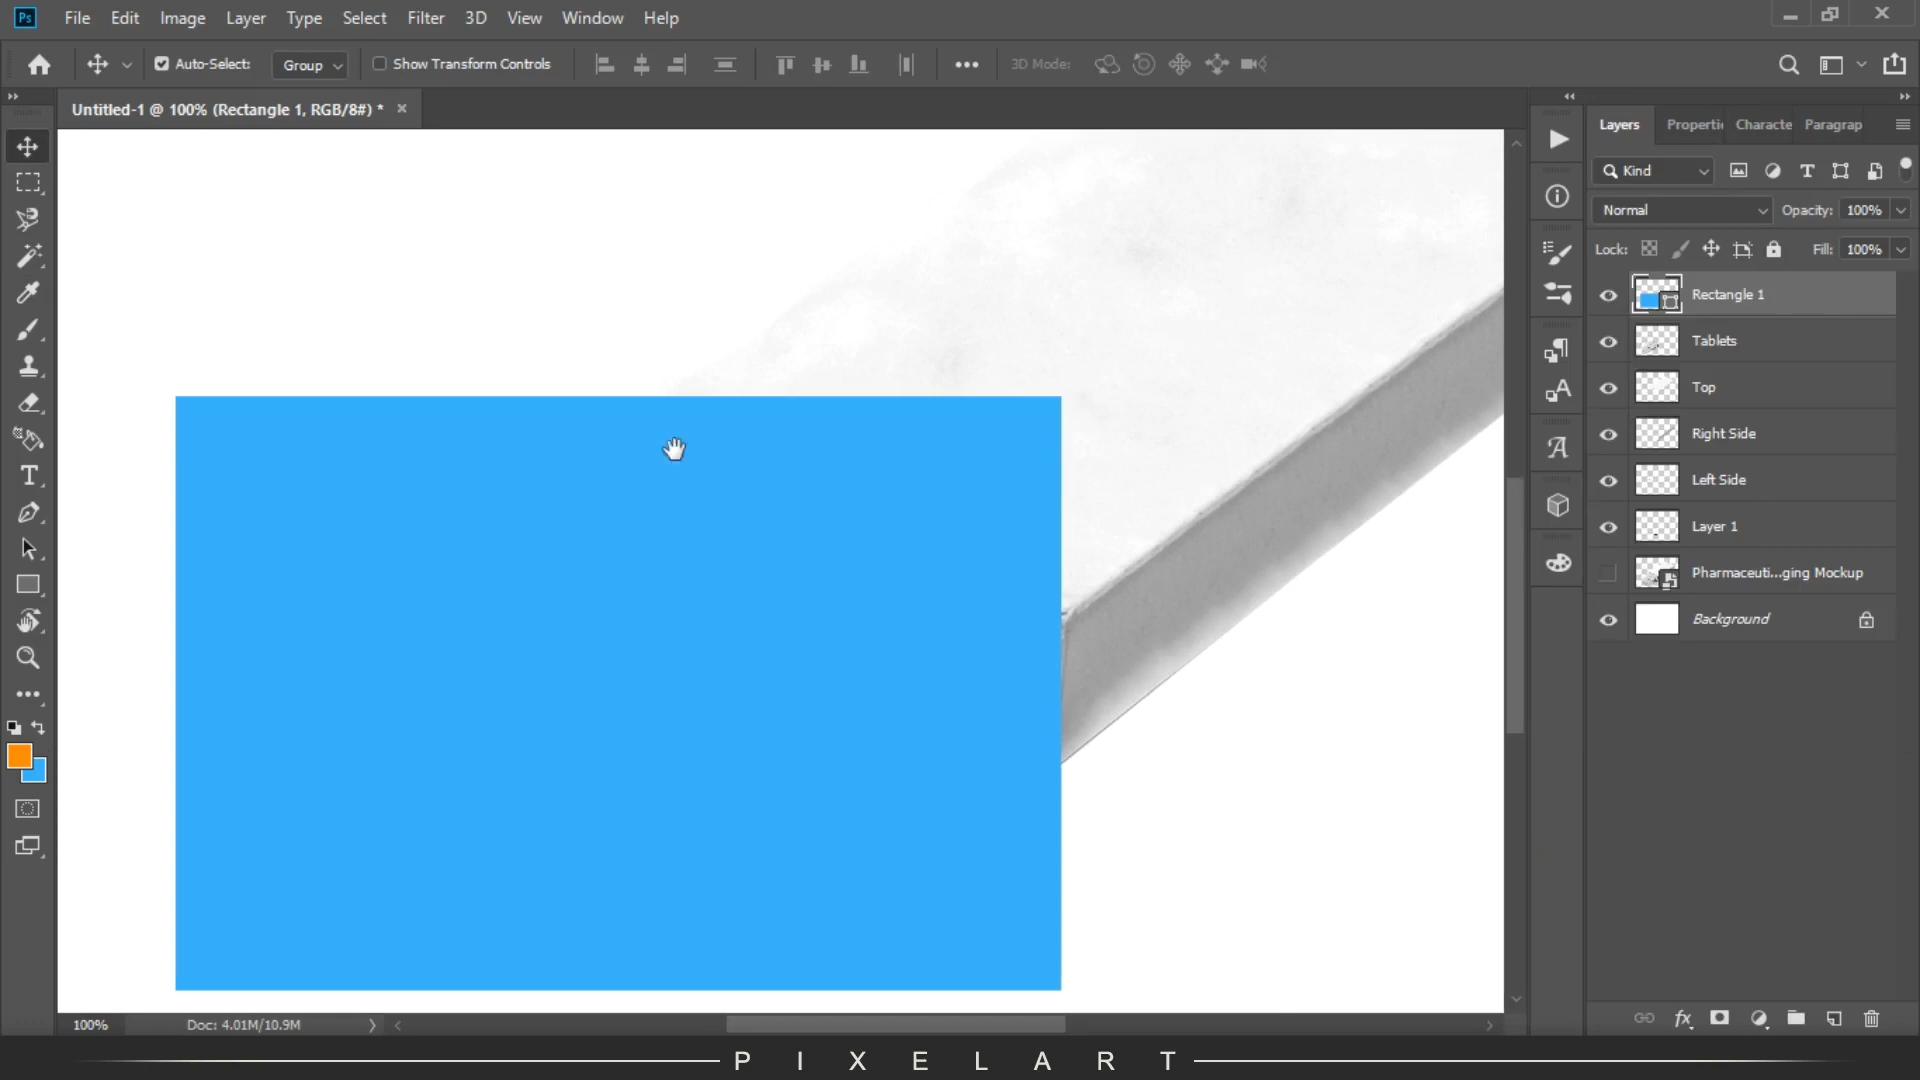 Ps File Edit Image Layer Type Select Filter 3D View Window Help
Auto-Select: Group Show Transform Controls 3D Mode:
Untitled-1 @ 100% (Rectangle 1, RGB/8#) *
Layers Properti Characte Paragrap
Kind
Normal Opacity: 100%
Lock: Fill: 100%
Rectangle 1
Tablets
Top
Right Side
Left Side
Layer 1
Pharmaceuti...ging Mockup
Background
100% Doc: 4.01M/10.9M
PIXELART